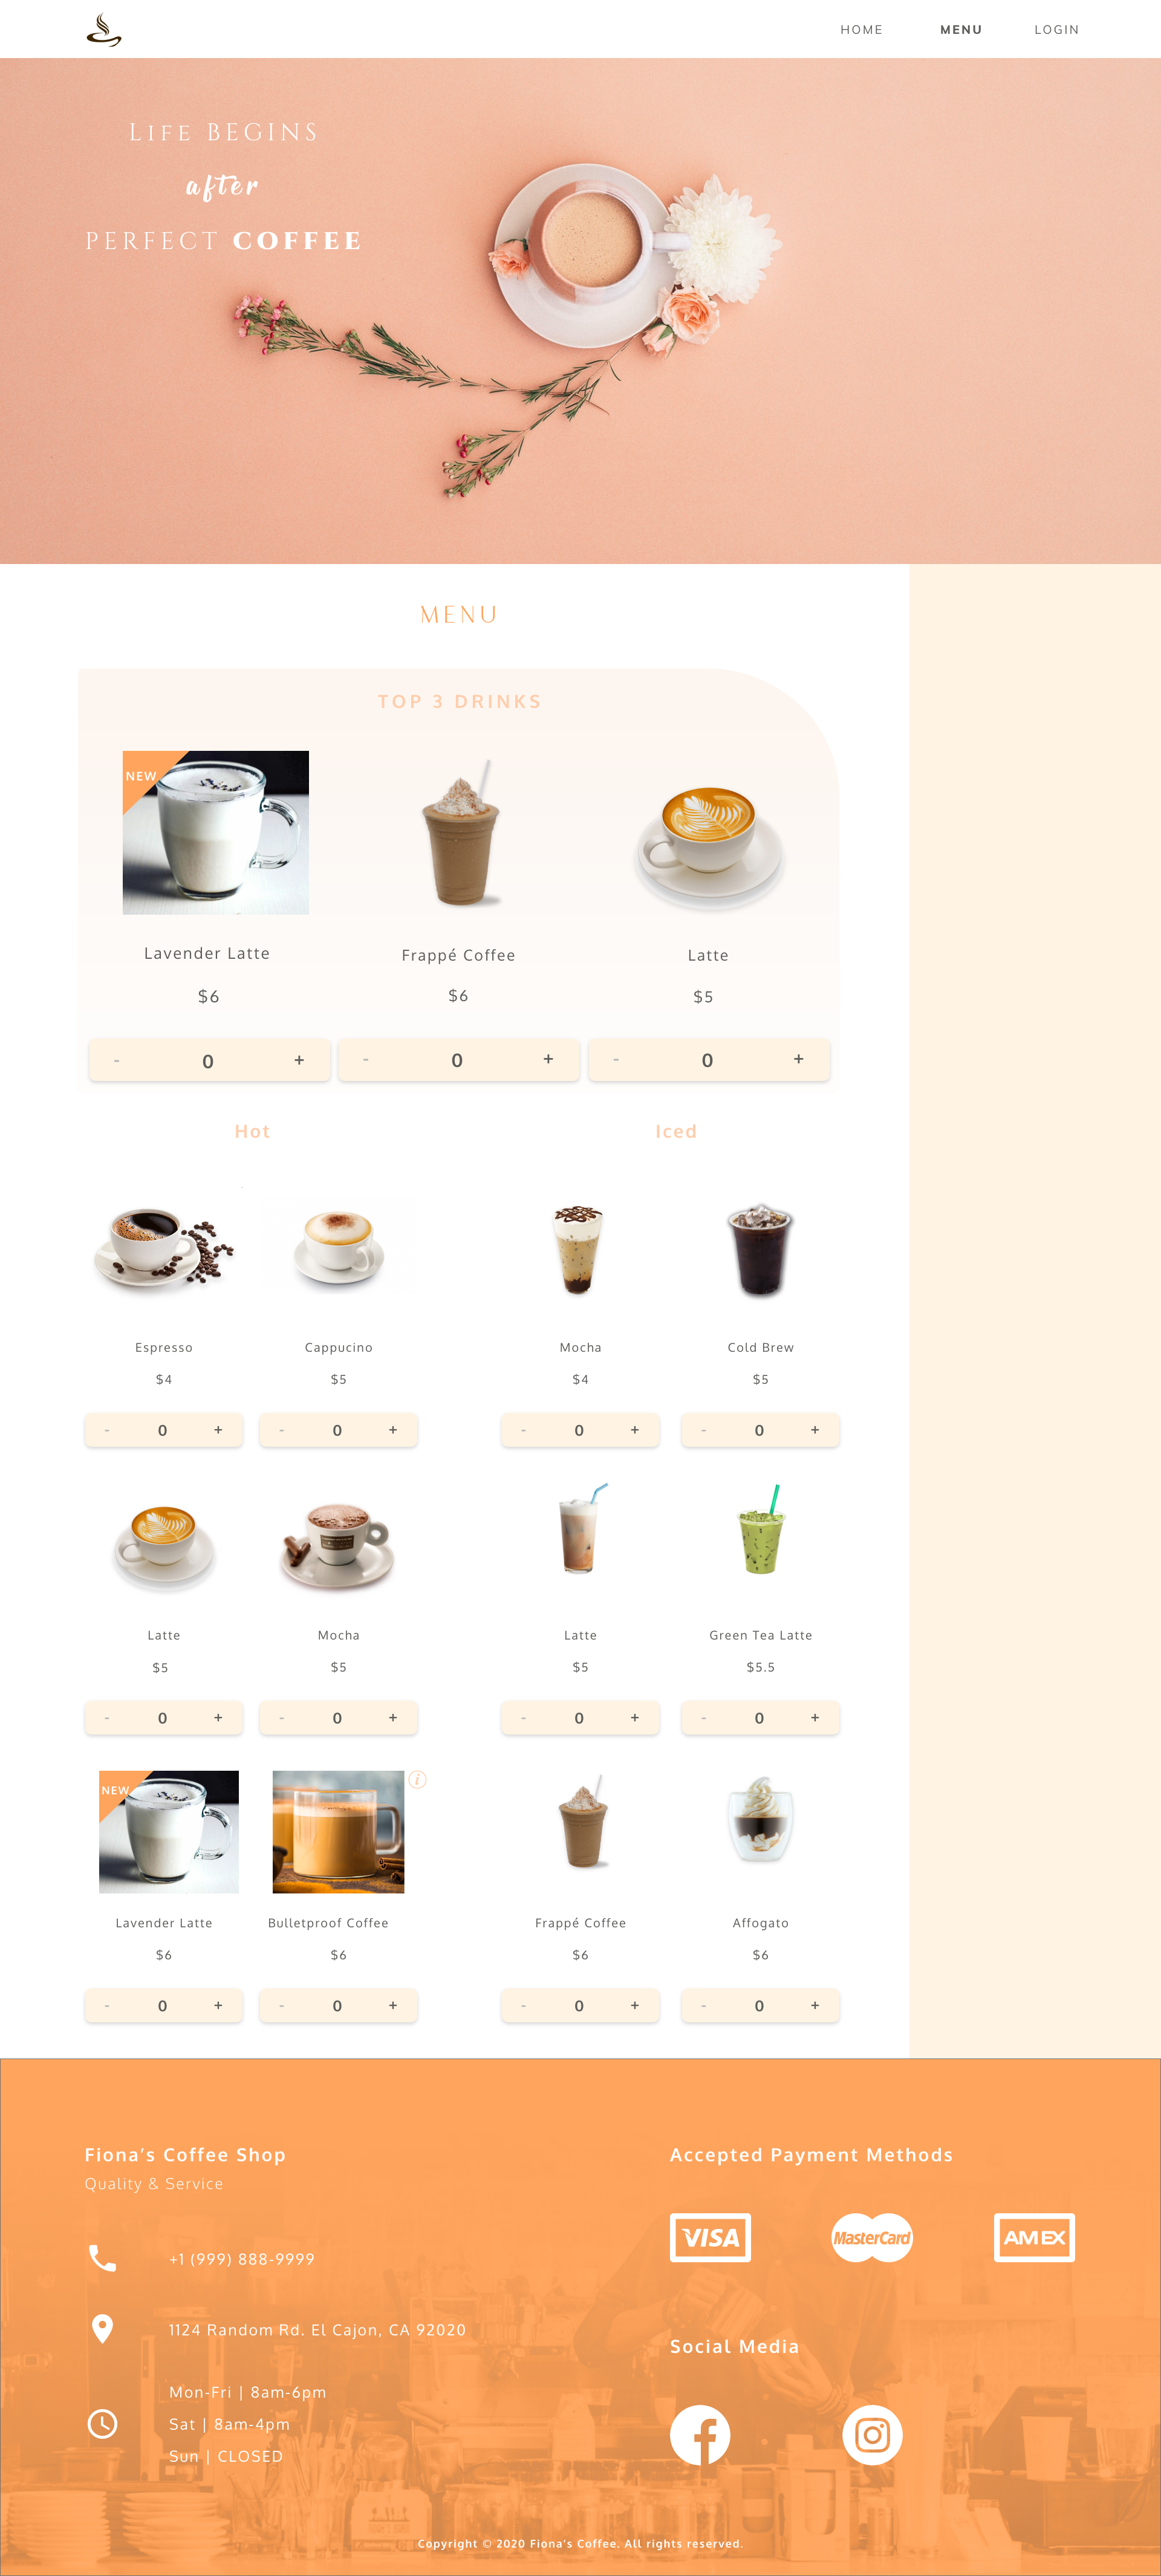 HOME MENU LOGIN
LIFE BEGINS
after
PERFECT COFFEE
MENU
TOP 3 DRINKS
NEW
Lavender Latte Frappé Coffee Latte
$6 $6 $5
- 0 + - 0 + - 0 +
Hot Iced
Espresso Cappucino Mocha Cold Brew
$4 $5 $4 $5
- 0 + - 0 + - 0 + - 0 +
Latte Mocha Latte Green Tea Latte
$5 $5 $5 $5.5
- 0 + - 0 + - 0 + - 0 +
NEW i
Lavender Latte Bulletproof Coffee Frappé Coffee Affogato
$6 $6 $6 $6
- 0 + - 0 + - 0 + - 0 +
Fiona's Coffee Shop
Quality & Service
+1 (999) 888-9999
1124 Random Rd. El Cajon, CA 92020
Mon-Fri | 8am-6pm
Sat | 8am-4pm
Sun | CLOSED
Accepted Payment Methods
VISA MasterCard AMEX
Social Media
Copyright © 2020 Fiona's Coffee. All rights reserved.